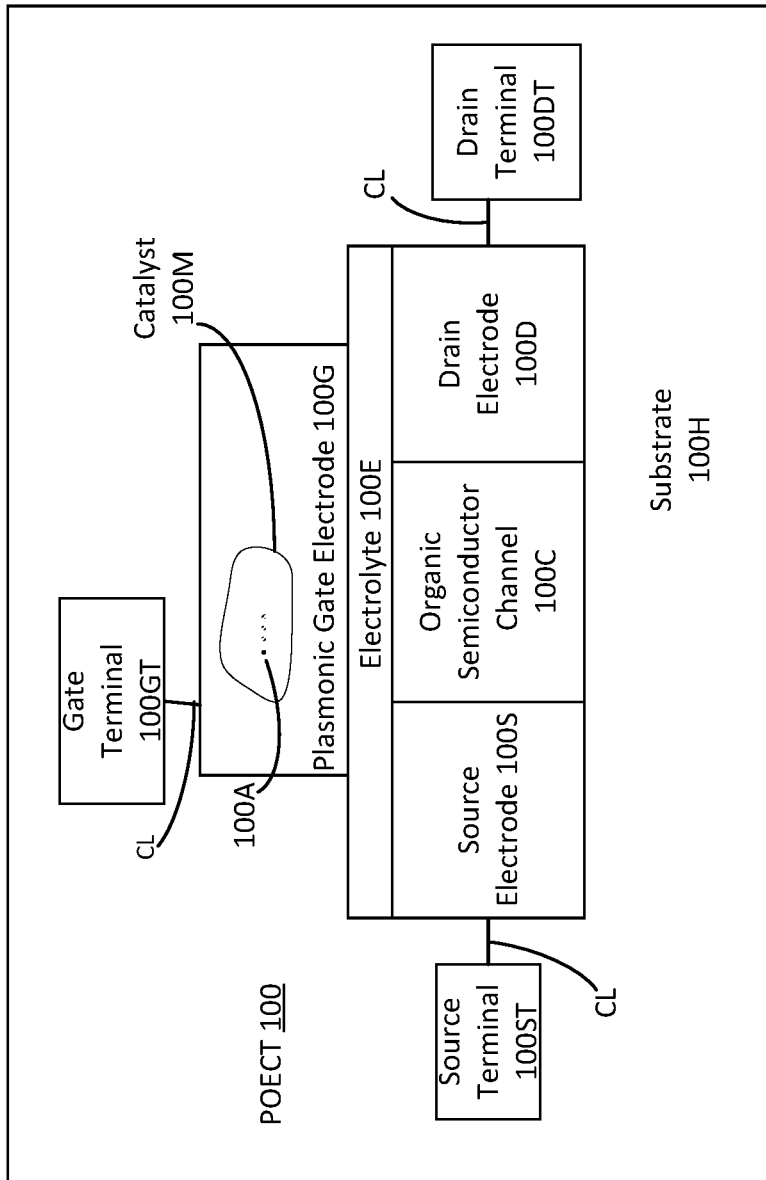 POECT 100
Gate
Terminal
100GT
CL
Catalyst
100M
100A
Plasmonic Gate Electrode 100G
Electrolyte 100E
Source
Terminal
100ST
CL
Source
Electrode 100S
Organic
Semiconductor
Channel
100C
Drain
Electrode
100D
CL
Drain
Terminal
100DT
Substrate
100H